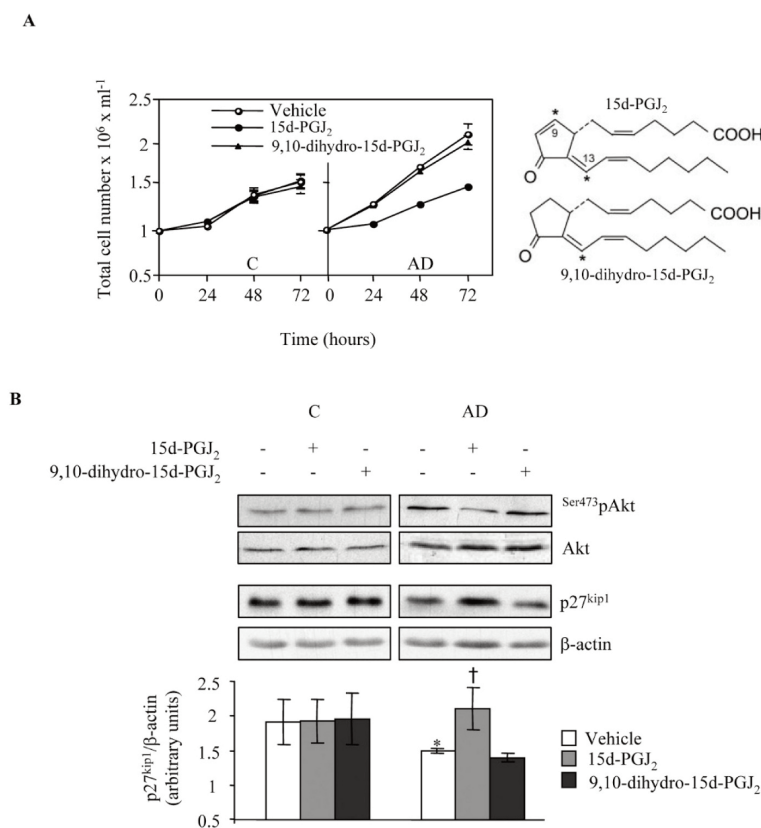 A
Total cell number x 10⁶ x ml⁻¹
2.5
2
1.5
1
0.5
Vehicle
15d-PGJ₂
9,10-dihydro-15d-PGJ₂
C
AD
0 24 48 72 0 24 48 72
Time (hours)
15d-PGJ₂
*
9
COOH
13
O
*
COOH
O
*
9,10-dihydro-15d-PGJ₂
B
C AD
15d-PGJ₂ - + - - + -
9,10-dihydro-15d-PGJ₂ - - + - - +
Ser473pAkt
Akt
p27kip1
β-actin
p27kip1/β-actin
(arbitrary units)
2.5
2
1.5
1
0.5
*
†
Vehicle
15d-PGJ₂
9,10-dihydro-15d-PGJ₂